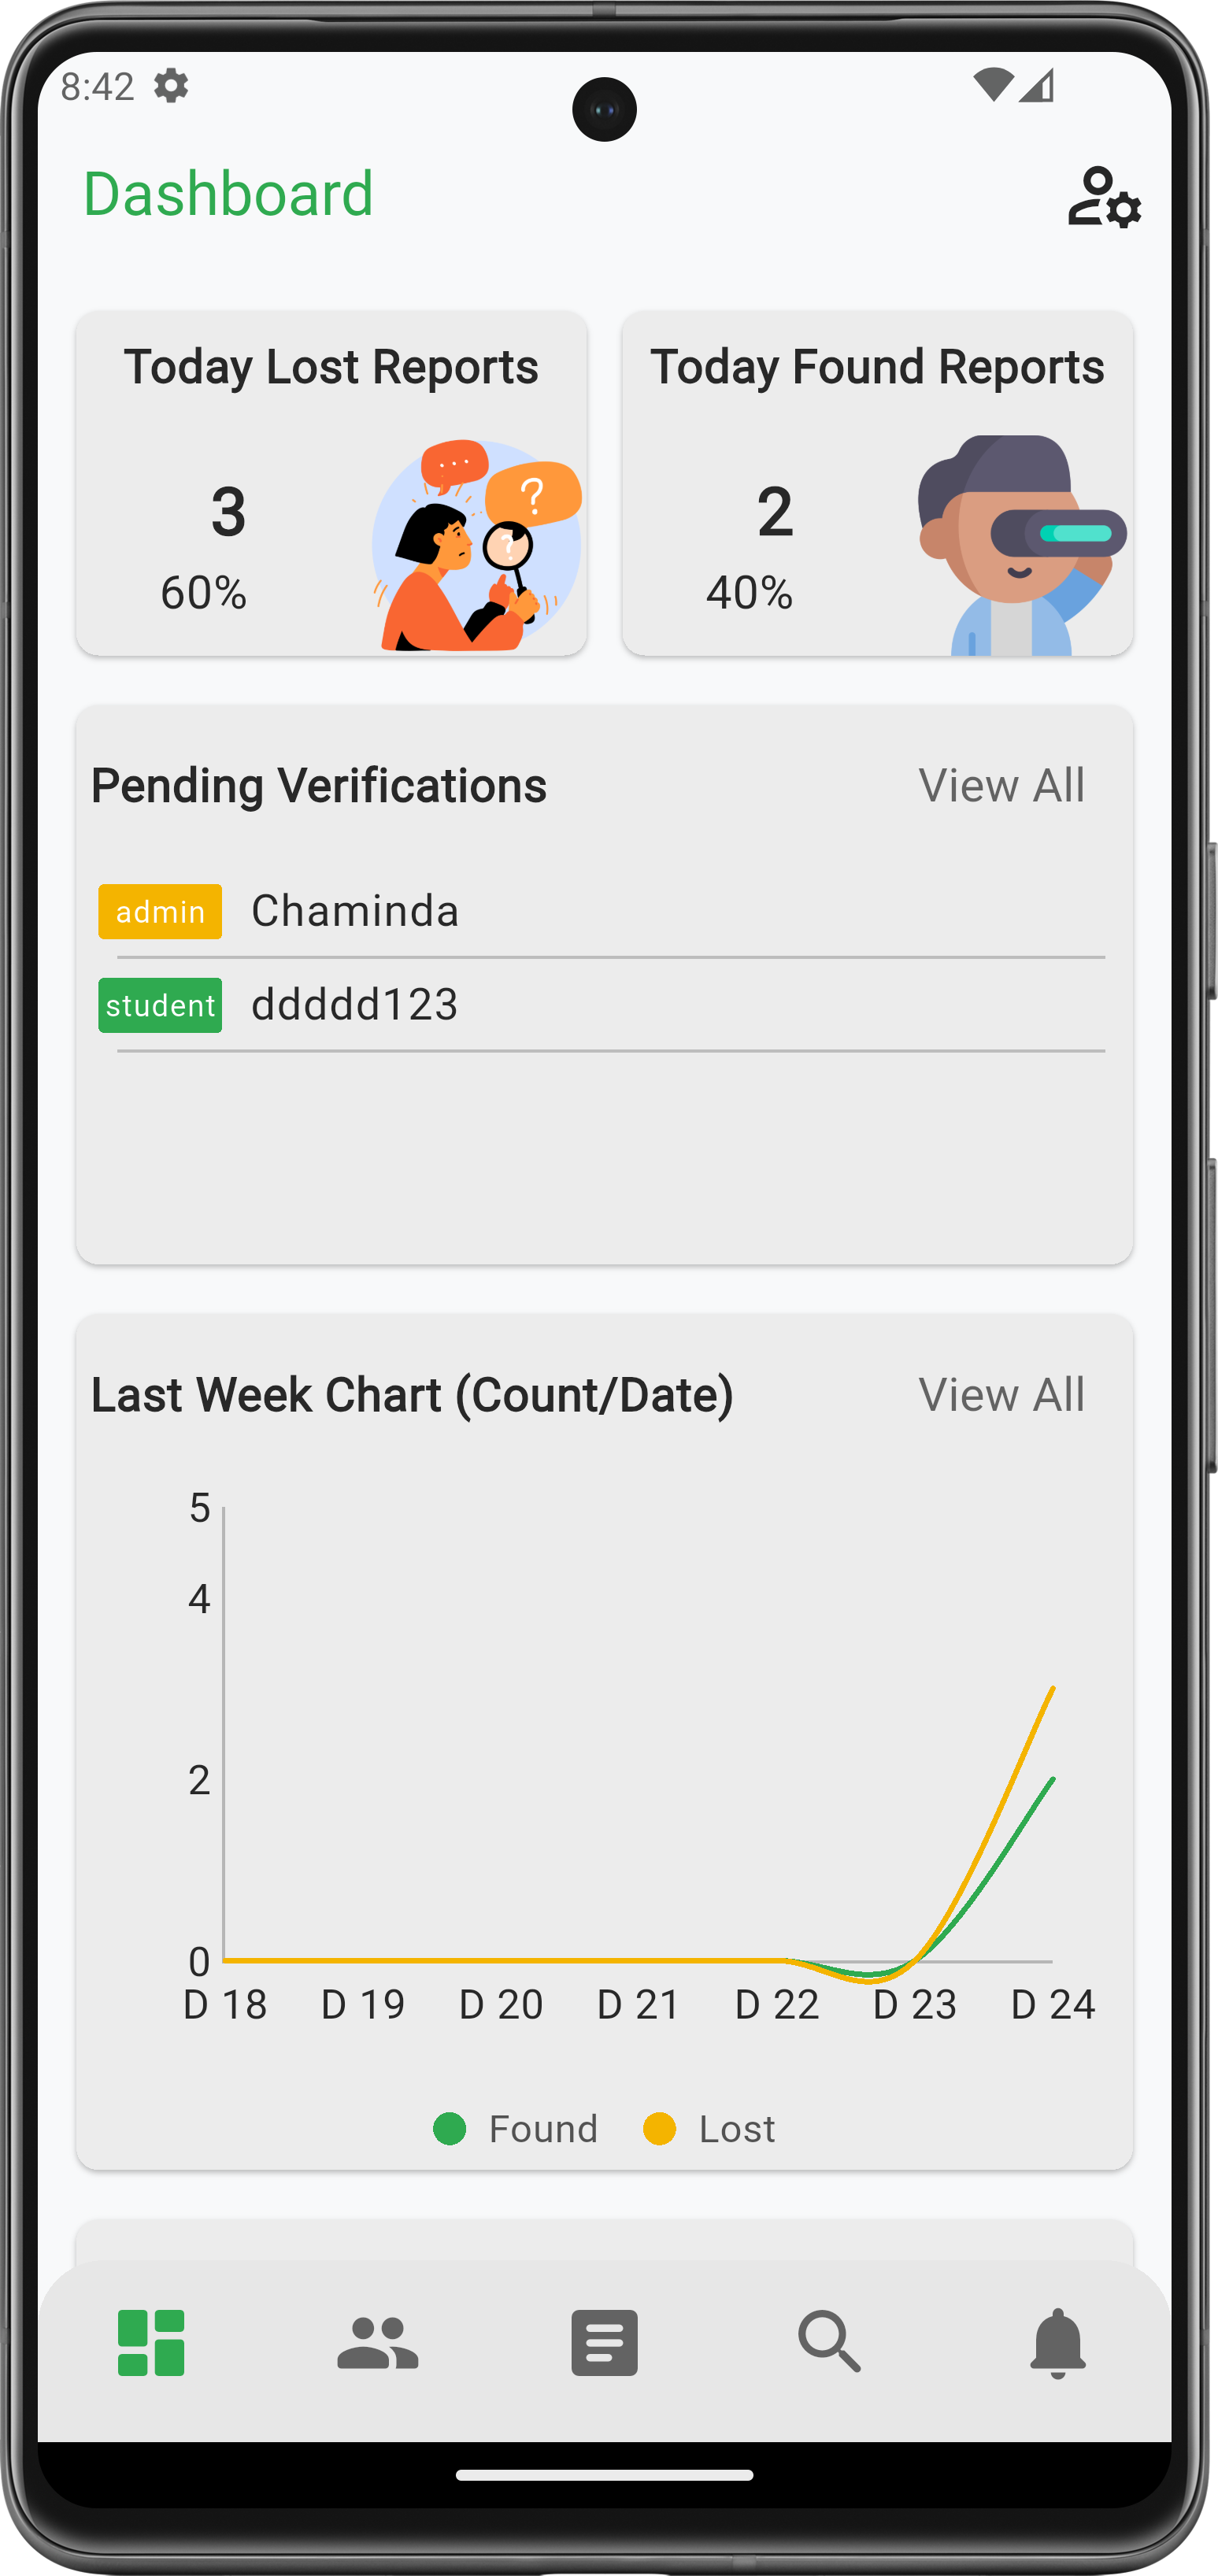 8:42
Dashboard
Today Lost Reports
3
60%
Today Found Reports
2
40%
Pending Verifications View All
admin Chaminda
student ddddd123
Last Week Chart (Count/Date) View All
5
4
2
0
D 18 D 19 D 20 D 21 D 22 D 23 D 24
Found Lost